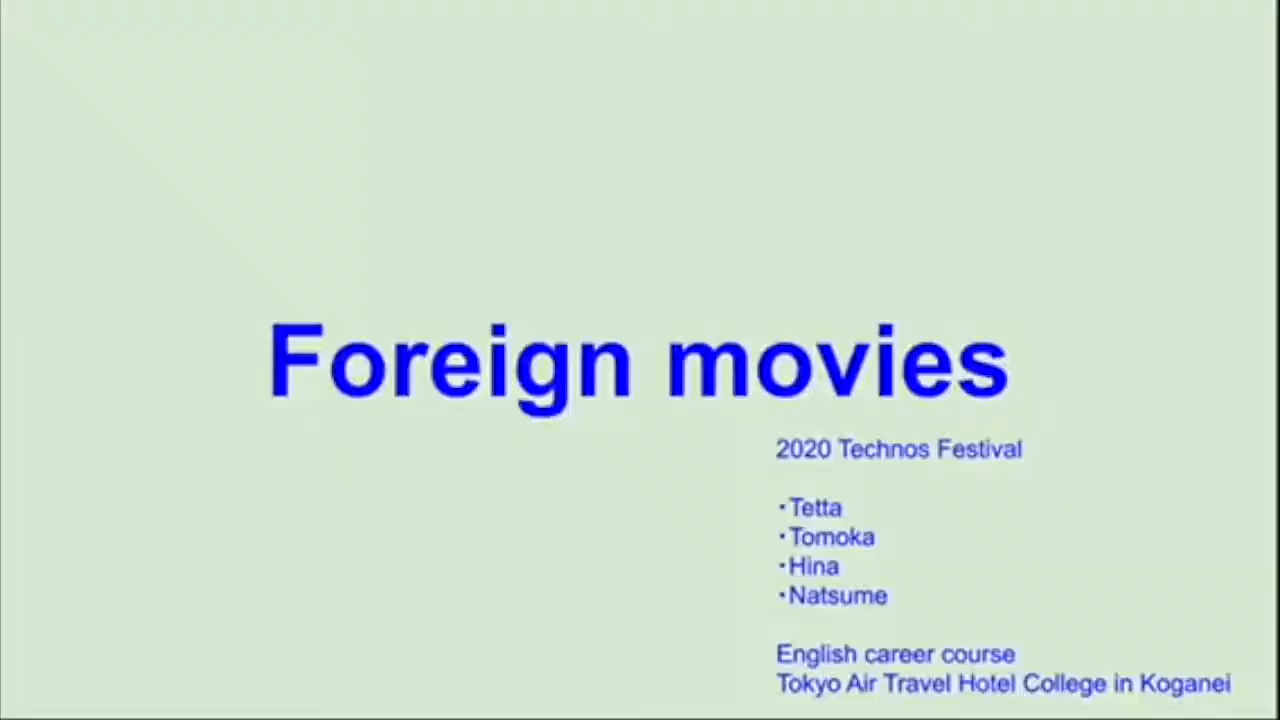 Foreign movies
2020 Technos Festival
・Tetta
・Tomoka
・Hina
・Natsume
English career course
Tokyo Air Travel Hotel College in Koganei